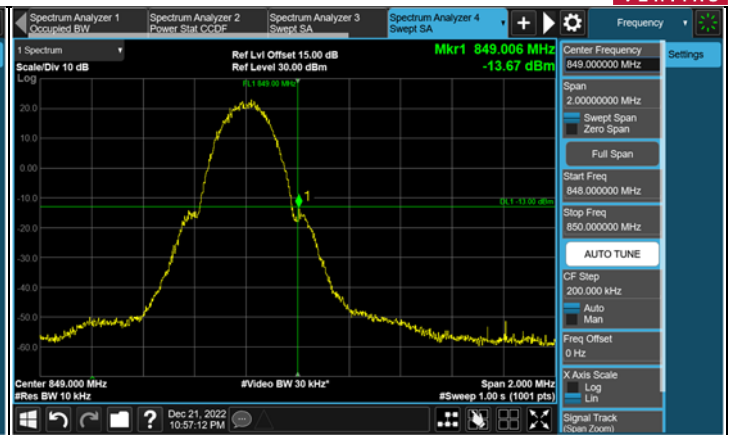 Spectrum Analyzer 1
Occupied BW
Spectrum Analyzer 2
Power Stat CCDF
Spectrum Analyzer 3
Swept SA
Spectrum Analyzer 4
Swept SA
+
Frequency
1 Spectrum
Scale/Div 10 dB
Log
Ref Lvl Offset 15.00 dB
Ref Level 30.00 dBm
Mkr1 849.006 MHz
-13.67 dBm
FL1 849.00 MHz
20.0
10.0
0.00
-10.0
-20.0
-30.0
-40.0
-50.0
-60.0
1
DL1 -13.00 dBm
Center 849.000 MHz
#Res BW 10 kHz
#Video BW 30 kHz*
Span 2.000 MHz
#Sweep 1.00 s (1001 pts)
Center Frequency
849.000000 MHz
Settings
Span
2.00000000 MHz
Swept Span
Zero Span
Full Span
Start Freq
848.000000 MHz
Stop Freq
850.000000 MHz
AUTO TUNE
CF Step
200.000 kHz
Auto
Man
Freq Offset
0 Hz
X Axis Scale
Log
Lin
Signal Track
(Span Zoom)
?
Dec 21, 2022
10:57:12 PM